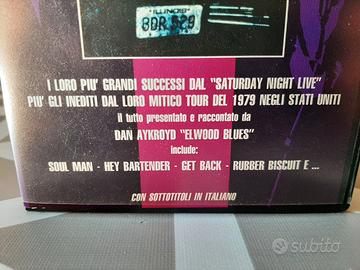 ILLINOIS
BDR 529
I LORO PIU' GRANDI SUCCESSI DAL "SATURDAY NIGHT LIVE"
PIU' GLI INEDITI DAL LORO MITICO TOUR DEL 1979 NEGLI STATI UNITI
il tutto presentato e raccontato da
DAN AYKROYD "ELWOOD BLUES"
include:
SOUL MAN - HEY BARTENDER - GET BACK - RUBBER BISCUIT E ...
CON SOTTOTITOLI IN ITALIANO
subito